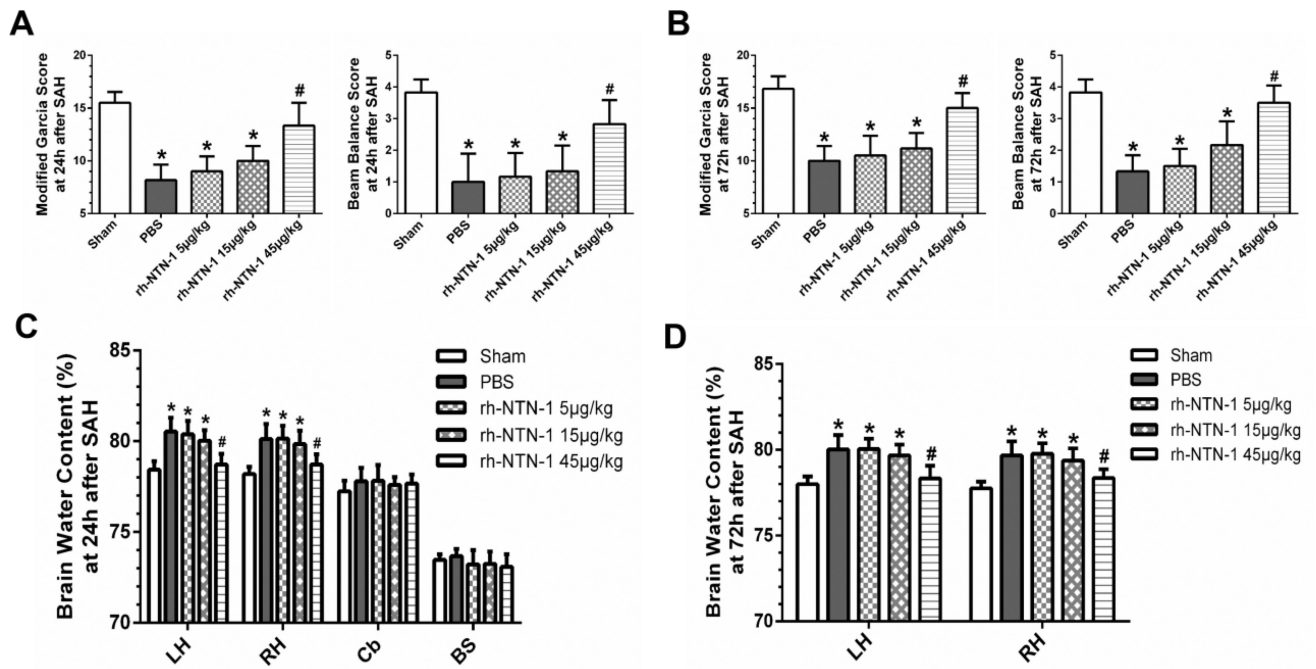 A
Modified Garcia Score
at 24h after SAH
20
15
10
5
*
*
*
#
Sham
PBS
rh-NTN-1 5μg/kg
rh-NTN-1 15μg/kg
rh-NTN-1 45μg/kg
Beam Balance Score
at 24h after SAH
5
4
3
2
1
0
*
*
*
#
Sham
PBS
rh-NTN-1 5μg/kg
rh-NTN-1 15μg/kg
rh-NTN-1 45μg/kg
B
Modified Garcia Score
at 72h after SAH
20
15
10
5
*
*
*
#
Sham
PBS
rh-NTN-1 5μg/kg
rh-NTN-1 15μg/kg
rh-NTN-1 45μg/kg
Beam Balance Score
at 72h after SAH
5
4
3
2
1
0
*
*
*
#
Sham
PBS
rh-NTN-1 5μg/kg
rh-NTN-1 15μg/kg
rh-NTN-1 45μg/kg
C
Brain Water Content (%)
at 24h after SAH
85
80
75
70
* * * #
* * * #
LH
RH
Cb
BS
Sham
PBS
rh-NTN-1 5μg/kg
rh-NTN-1 15μg/kg
rh-NTN-1 45μg/kg
D
Brain Water Content (%)
at 72h after SAH
85
80
75
70
* * * #
* * * #
LH
RH
Sham
PBS
rh-NTN-1 5μg/kg
rh-NTN-1 15μg/kg
rh-NTN-1 45μg/kg